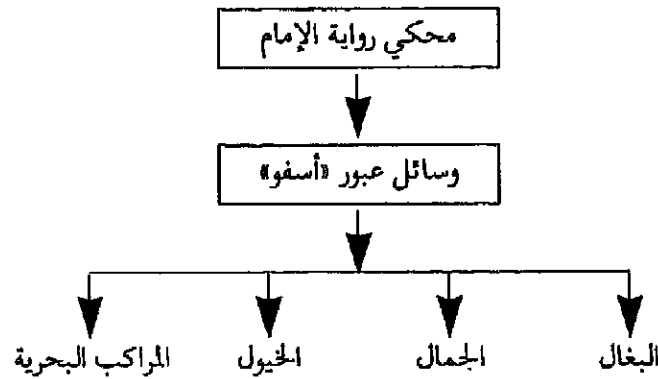 محكي رواية الإمام
وسائل عبور «أسفو»
البغال الجمال الخيول المراكب البحرية